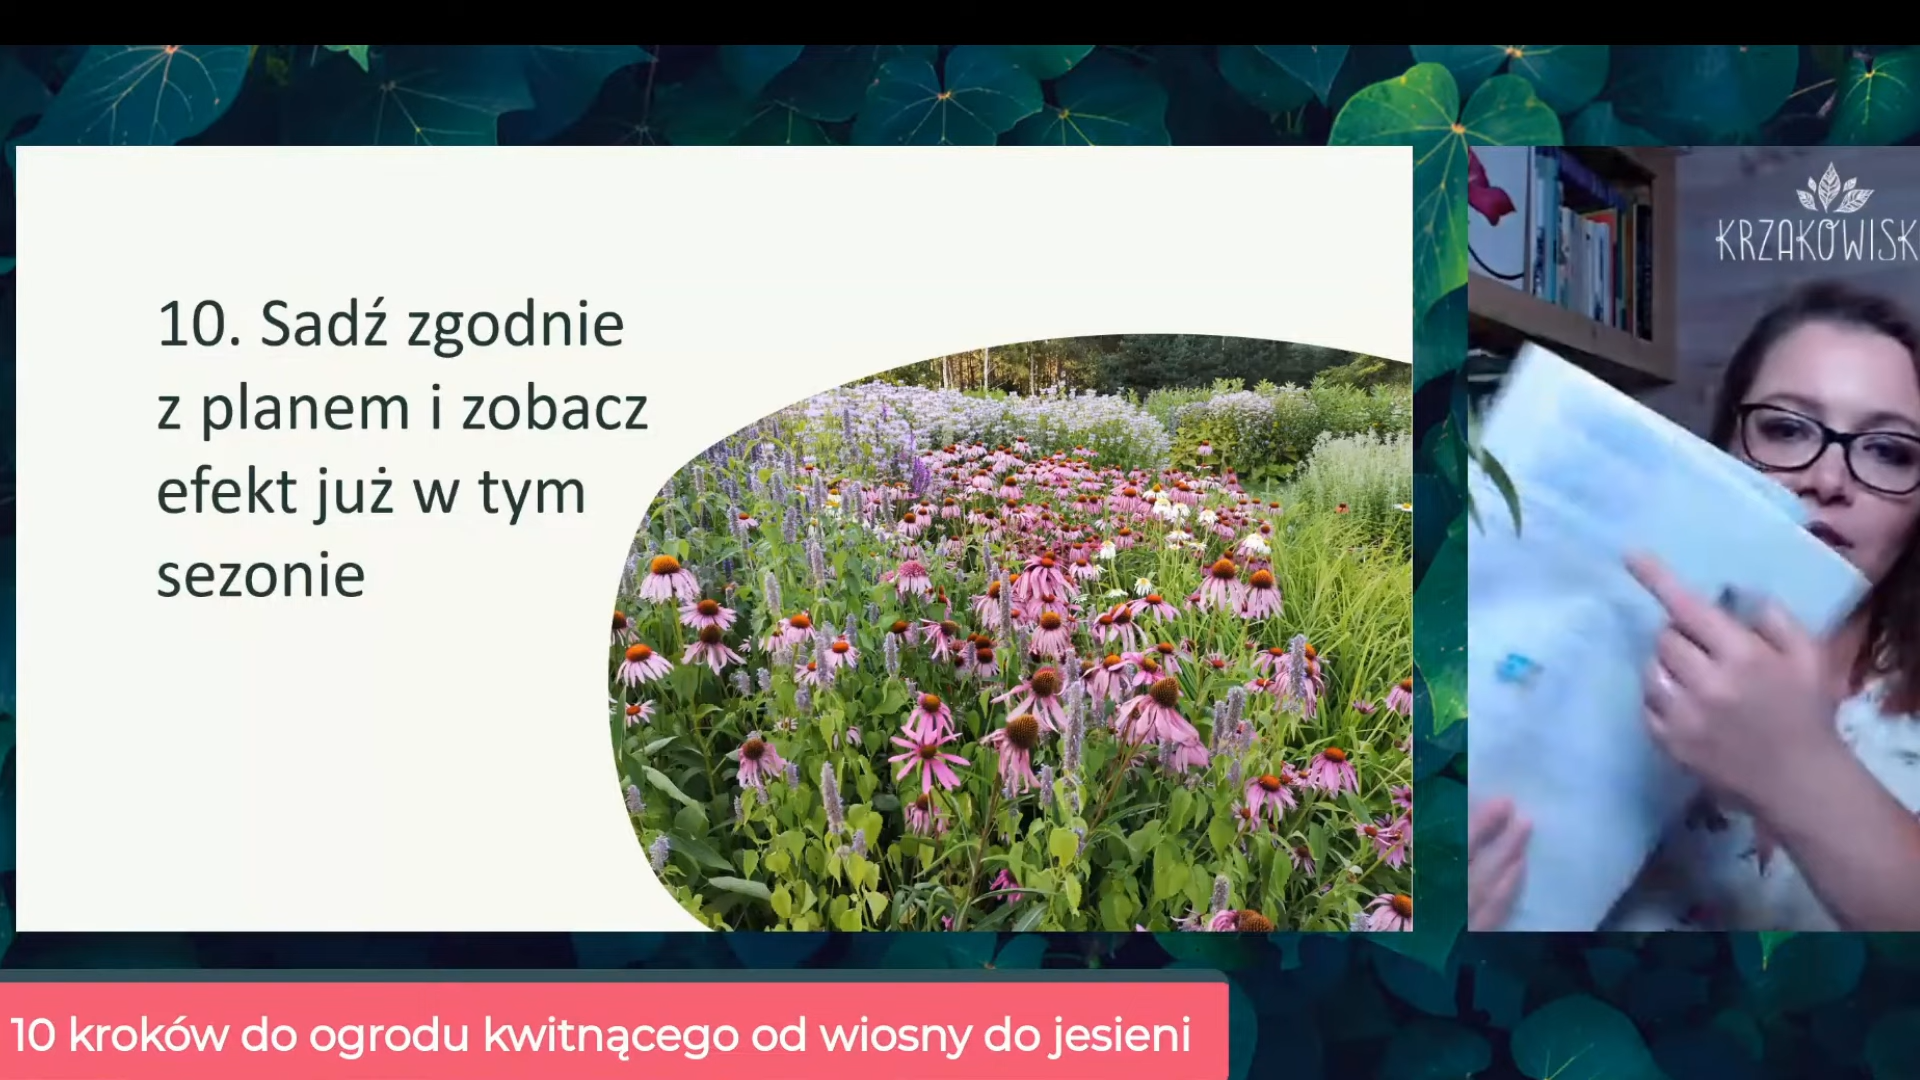 KRZAKOWISK
10. Sadź zgodnie
z planem i zobacz
efekt już w tym
sezonie
10 kroków do ogrodu kwitnącego od wiosny do jesieni